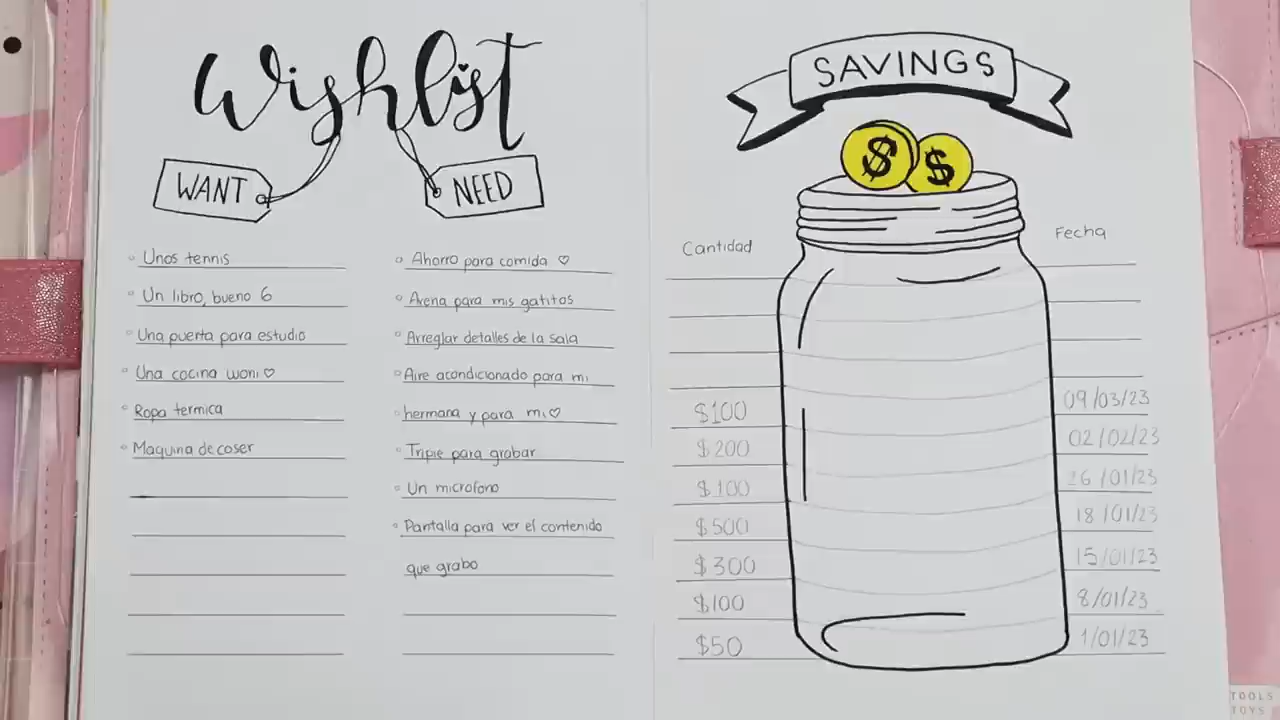 Wishlist
WANT
NEED
Unos tennis
Un libro, bueno 6
Una puerta para estudio
Una cocina woni ♡
Ropa termica
Maquina de coser
Ahorro para comida ♡
Arena para mis gatitos
Arreglar detalles de la sala
Aire acondicionado para mi
hermana y para mi ♡
Tripie para grabar
Un microfono
Pantalla para ver el contenido
que grabo
SAVINGS
$ $
Cantidad
Fecha
$100 09/03/23
$200 02/02/23
$100 26/01/23
$500 18/01/23
$300 15/01/23
$100 8/01/23
$50 1/01/23
TOOLS
TOYS